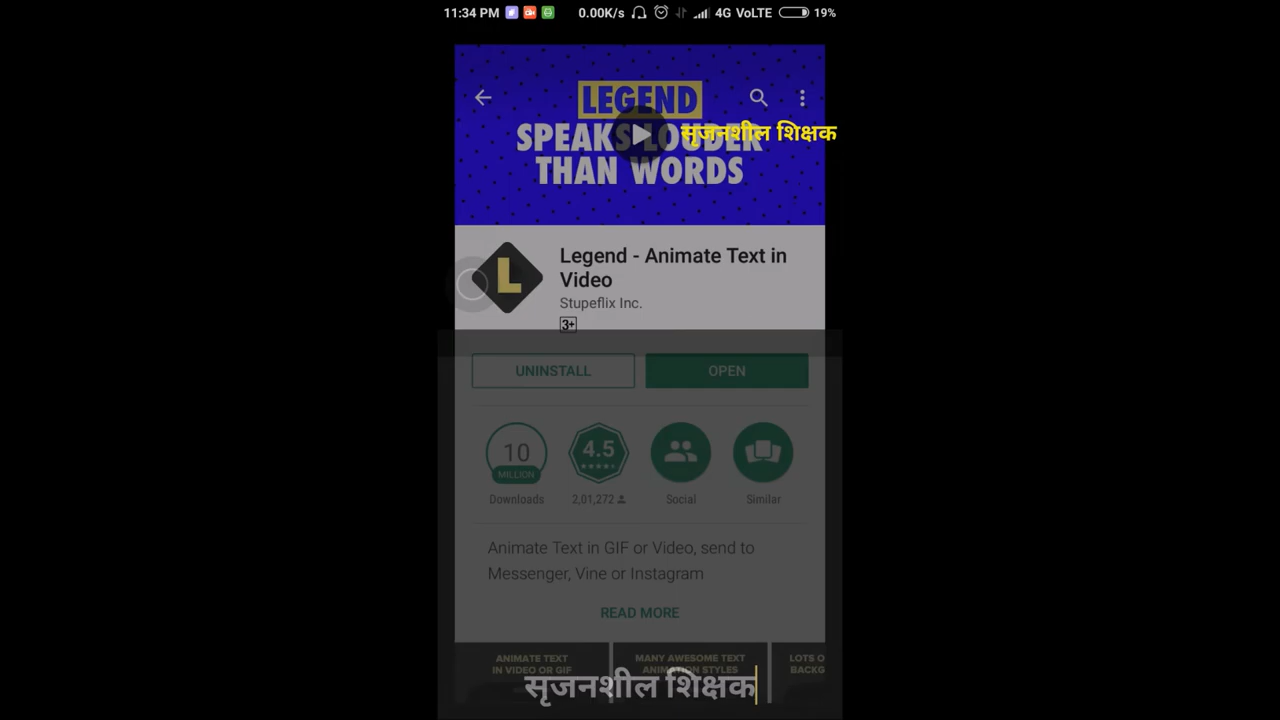 11:34 PM 0.00K/s 4G VoLTE 19%
LEGEND
SPEAKS LOUDER
सृजनशील शिक्षक
THAN WORDS
L
Legend - Animate Text in
Video
Stupeflix Inc.
3+
UNINSTALL OPEN
10 4.5
MILLION
Downloads 2,01,272 Social Similar
Animate Text in GIF or Video, send to
Messenger, Vine or Instagram
READ MORE
ANIMATE TEXT MANY AWESOME TEXT LOTS O
IN VIDEO OR GIF ANIMATION STYLES BACKG
सृजनशील शिक्षक